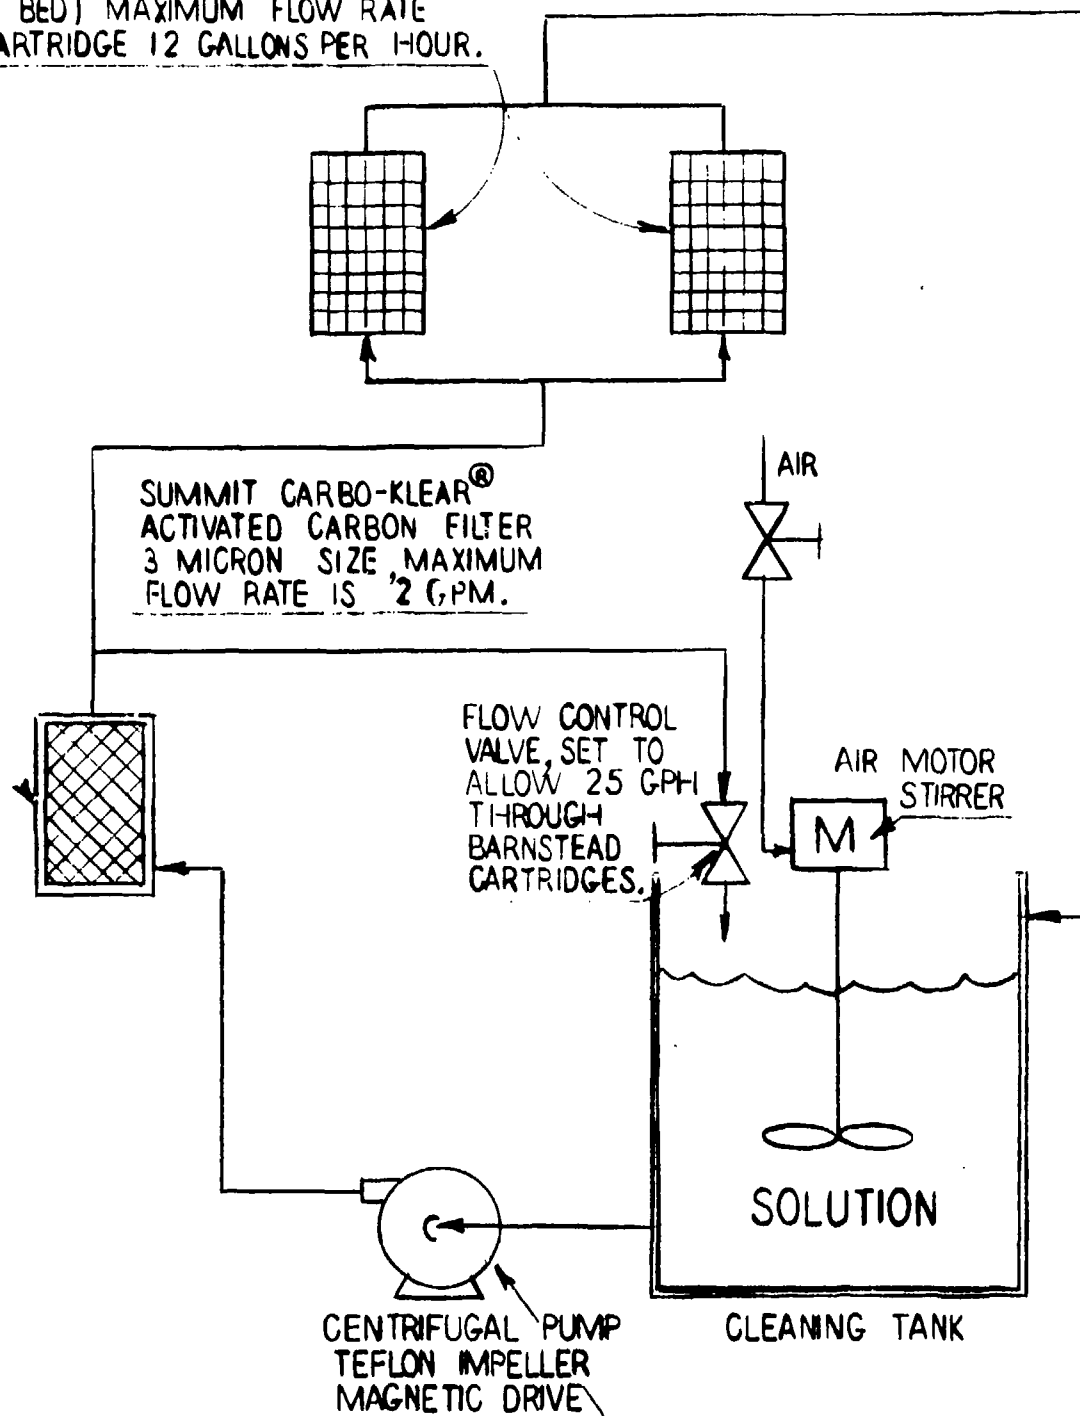 BED) MAXIMUM FLOW RATE
ARTRIDGE 12 GALLONS PER HOUR.
SUMMIT CARBO-KLEAR®
ACTIVATED CARBON FILTER
3 MICRON SIZE, MAXIMUM
FLOW RATE IS 2 GPM.
AIR
FLOW CONTROL
VALVE, SET TO
ALLOW 25 GPH
THROUGH
BARNSTEAD
CARTRIDGES.
AIR MOTOR
STIRRER
M
SOLUTION
C
CENTRIFUGAL PUMP
TEFLON IMPELLER
MAGNETIC DRIVE
CLEANING TANK